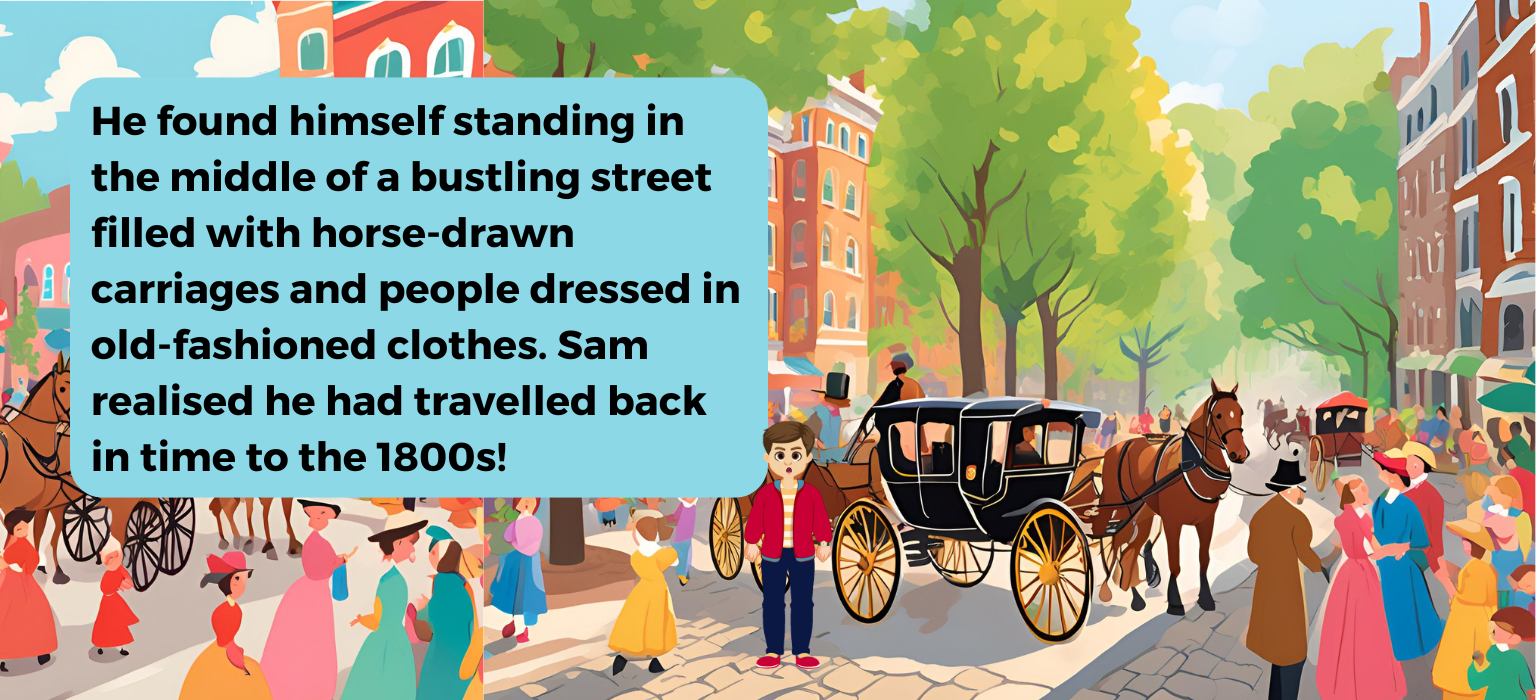 He found himself standing in
the middle of a bustling street
filled with horse-drawn
carriages and people dressed in
old-fashioned clothes. Sam
realised he had travelled back
in time to the 1800s!